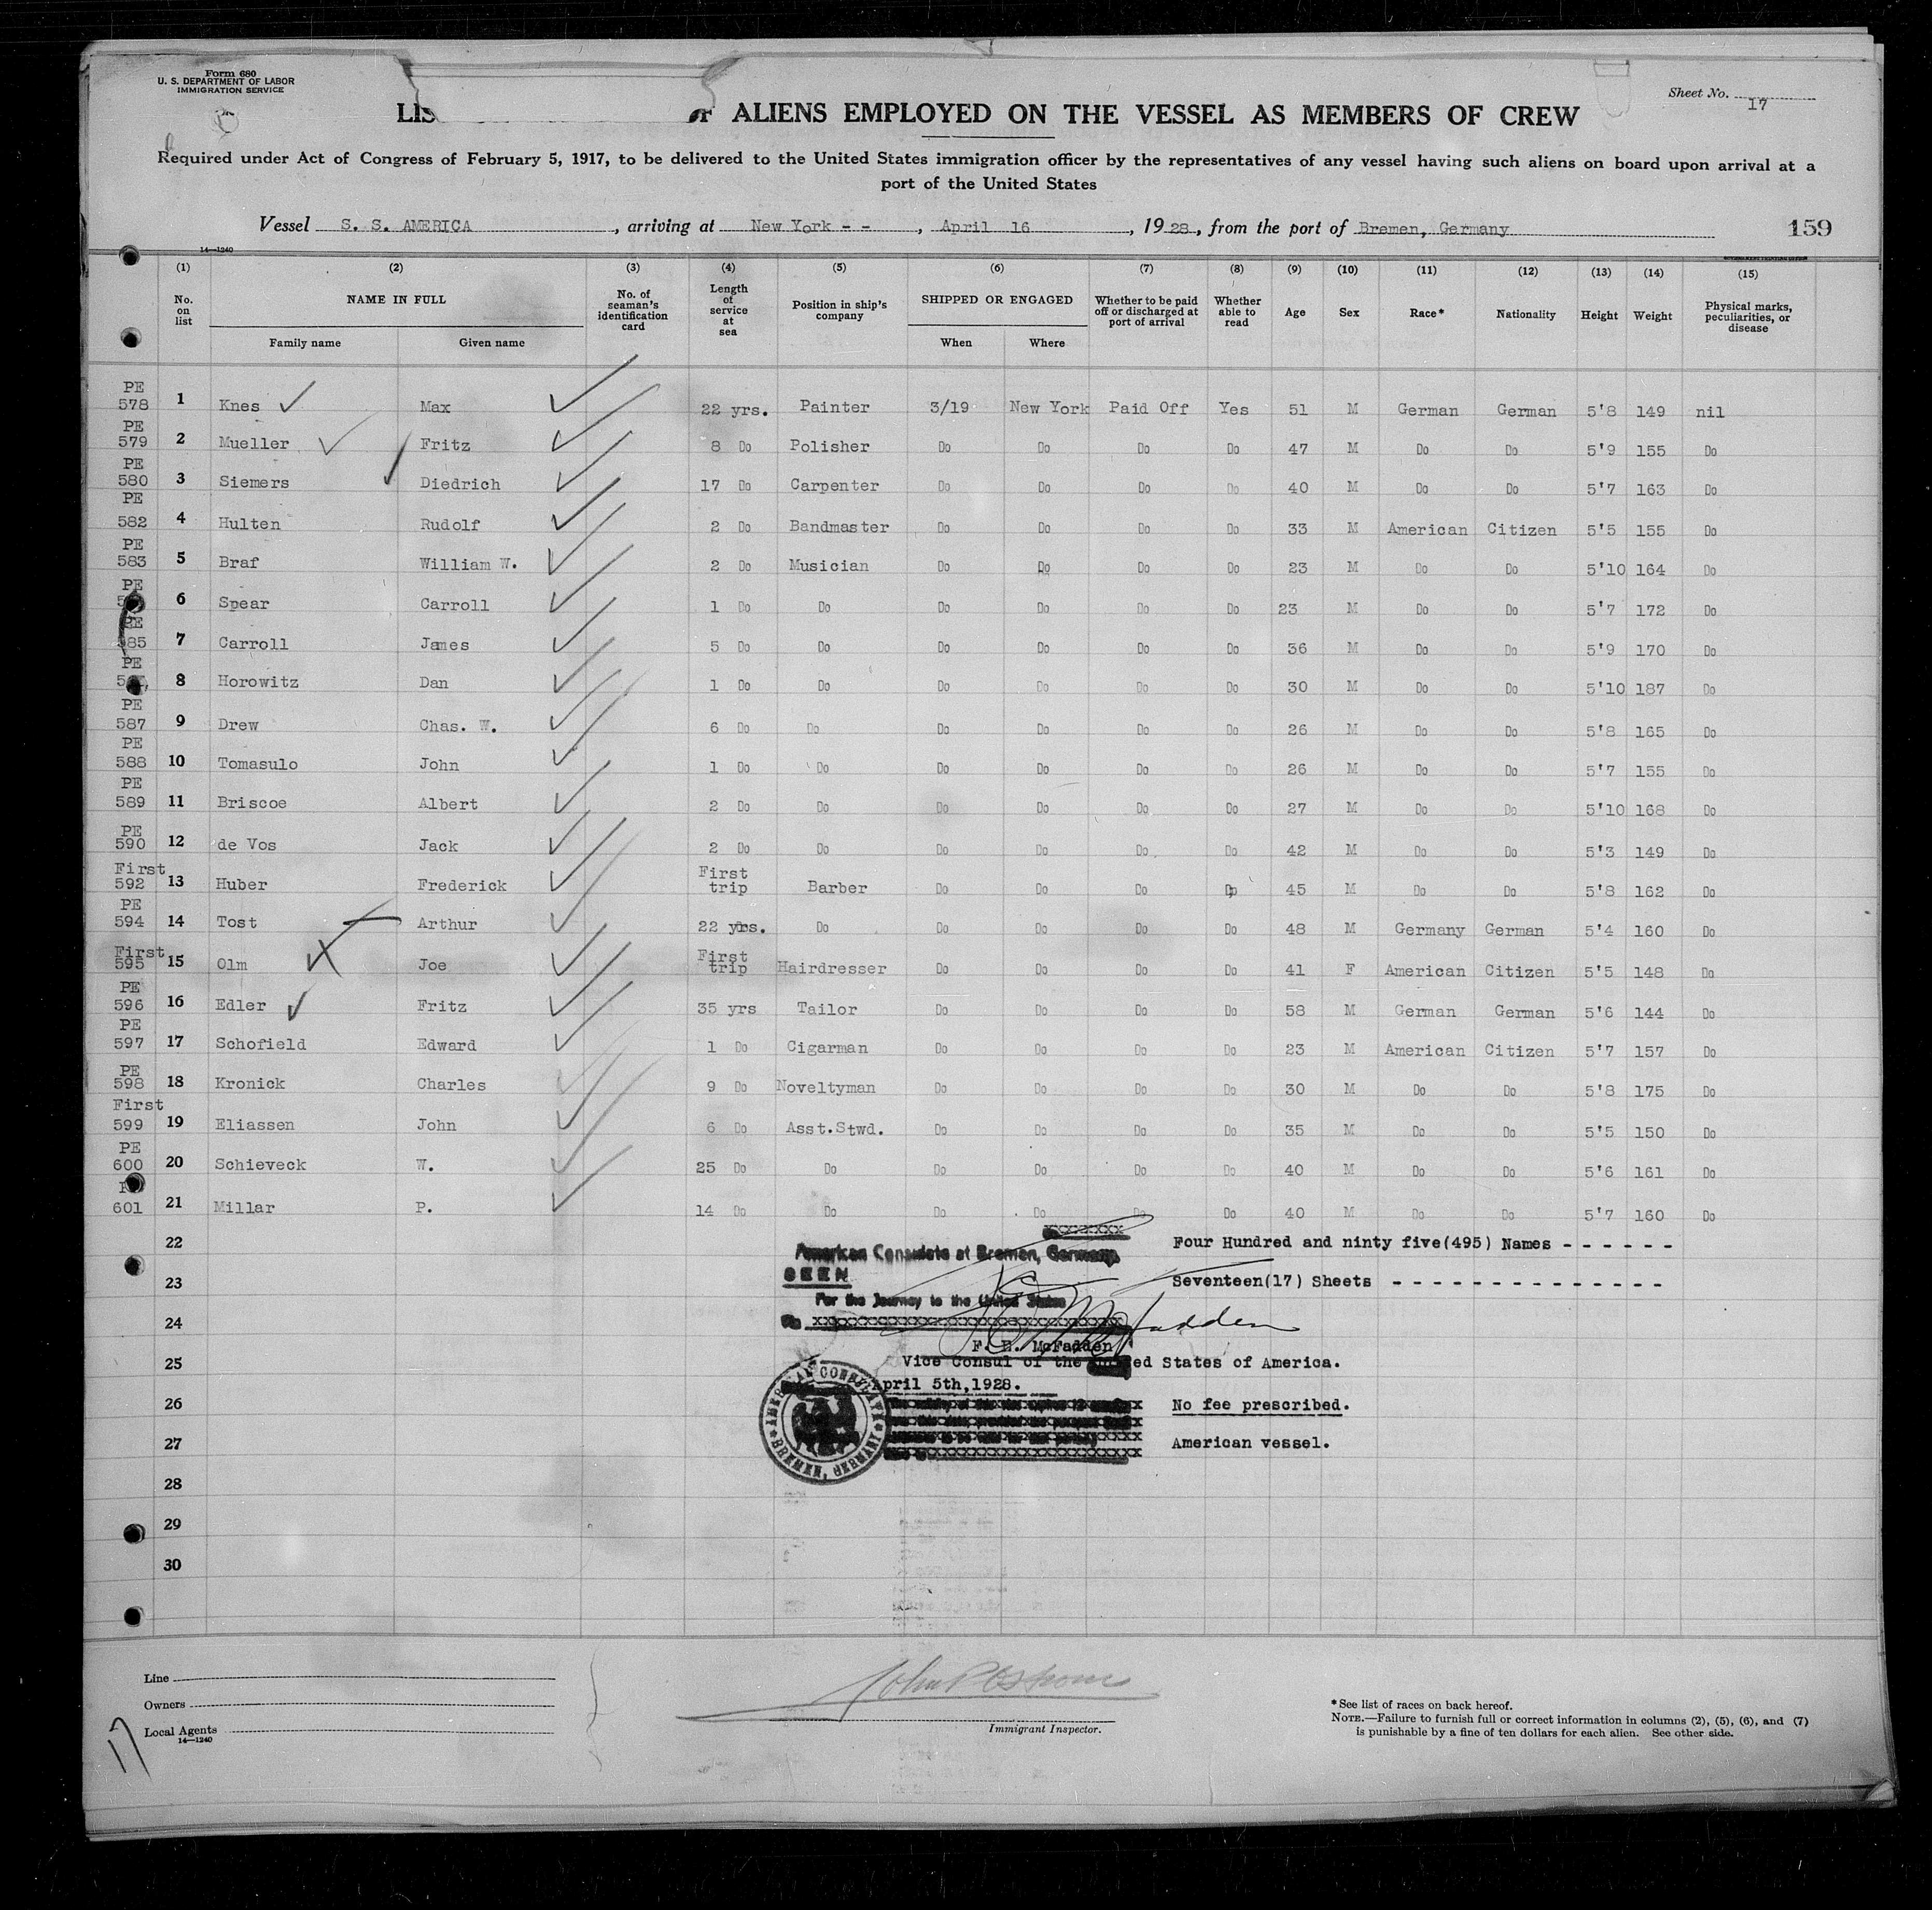 Form 680
U. S. DEPARTMENT OF LABOR
IMMIGRATION SERVICE
Sheet No. 17
LIS ALIENS EMPLOYED ON THE VESSEL AS MEMBERS OF CREW
Required under Act of Congress of February 5, 1917, to be delivered to the United States immigration officer by the representatives of any vessel having such aliens on board upon arrival at a
port of the United States
Vessel S. S. AMERICA, arriving at New York - -, April 16, 1928, from the port of Bremen, Germany 159
14—1240
(1) (2) (3) (4) (5) (6) (7) (8) (9) (10) (11) (12) (13) (14) (15)
No. on list NAME IN FULL Family name Given name No. of seaman's identification card Length of service at sea Position in ship's company SHIPPED OR ENGAGED When Where Whether to be paid off or discharged at port of arrival Whether able to read Age Sex Race* Nationality Height Weight Physical marks, peculiarities, or disease
PE 578 1 Knes Max 22 yrs. Painter 3/19 New York Paid Off Yes 51 M German German 5'8 149 nil
PE 579 2 Mueller Fritz 8 Do Polisher Do Do Do Do 47 M Do Do 5'9 155 Do
PE 580 3 Siemers Diedrich 17 Do Carpenter Do Do Do Do 40 M Do Do 5'7 163 Do
PE 582 4 Hulten Rudolf 2 Do Bandmaster Do Do Do Do 33 M American Citizen 5'5 155 Do
PE 583 5 Braf William W. 2 Do Musician Do Do Do Do 23 M Do Do 5'10 164 Do
PE 6 Spear Carroll 1 Do Do Do Do Do Do 23 M Do Do 5'7 172 Do
PE 585 7 Carroll James 5 Do Do Do Do Do Do 36 M Do Do 5'9 170 Do
PE 8 Horowitz Dan 1 Do Do Do Do Do Do 30 M Do Do 5'10 187 Do
PE 587 9 Drew Chas. W. 6 Do Do Do Do Do Do 26 M Do Do 5'8 165 Do
PE 588 10 Tomasulo John 1 Do Do Do Do Do Do 26 M Do Do 5'7 155 Do
PE 589 11 Briscoe Albert 2 Do Do Do Do Do Do 27 M Do Do 5'10 168 Do
PE 590 12 de Vos Jack 2 Do Do Do Do Do Do 42 M Do Do 5'3 149 Do
First 592 13 Huber Frederick First trip Barber Do Do Do Do 45 M Do Do 5'8 162 Do
PE 594 14 Tost Arthur 22 yrs. Do Do Do Do Do 48 M Germany German 5'4 160 Do
First 595 15 Olm Joe First trip Hairdresser Do Do Do Do 41 F American Citizen 5'5 148 Do
PE 596 16 Edler Fritz 35 yrs Tailor Do Do Do Do 58 M German German 5'6 144 Do
PE 597 17 Schofield Edward 1 Do Cigarman Do Do Do Do 23 M American Citizen 5'7 157 Do
PE 598 18 Kronick Charles 9 Do Noveltyman Do Do Do Do 30 M Do Do 5'8 175 Do
First 599 19 Eliassen John 6 Do Asst.Stwd. Do Do Do Do 35 M Do Do 5'5 150 Do
PE 600 20 Schieveck W. 25 Do Do Do Do Do Do 40 M Do Do 5'6 161 Do
601 21 Millar P. 14 Do Do Do Do Do Do 40 M Do Do 5'7 160 Do
22 Four Hundred and ninty five(495) Names - - - - - -
American Consulate at Bremen, Germany.
SEEN
23 Seventeen(17) Sheets - - - - - - - - - - - - - -
For the Journey to the United States
24
F. E. McFadden
25 Vice Consul of the United States of America.
April 5th,1928.
26 No fee prescribed.
27 American vessel.
AMERICAN CONSULATE BREMEN, GERMANY
28
29
30
Line
Owners
Local Agents
14—1240
17
Immigrant Inspector.
*See list of races on back hereof.
NOTE.—Failure to furnish full or correct information in columns (2), (5), (6), and (7)
is punishable by a fine of ten dollars for each alien. See other side.